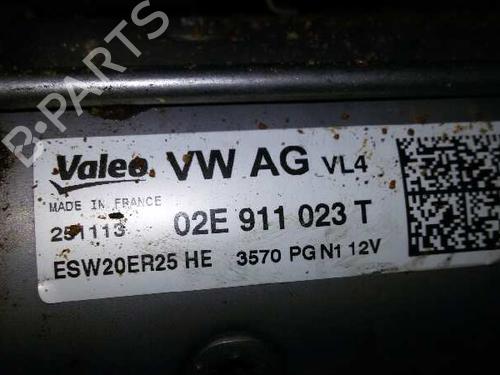 B-PARTS
Valeo VW AG VL4
MADE IN FRANCE
251113 02E 911 023 T
ESW20ER25 HE 3570 PG N1 12V